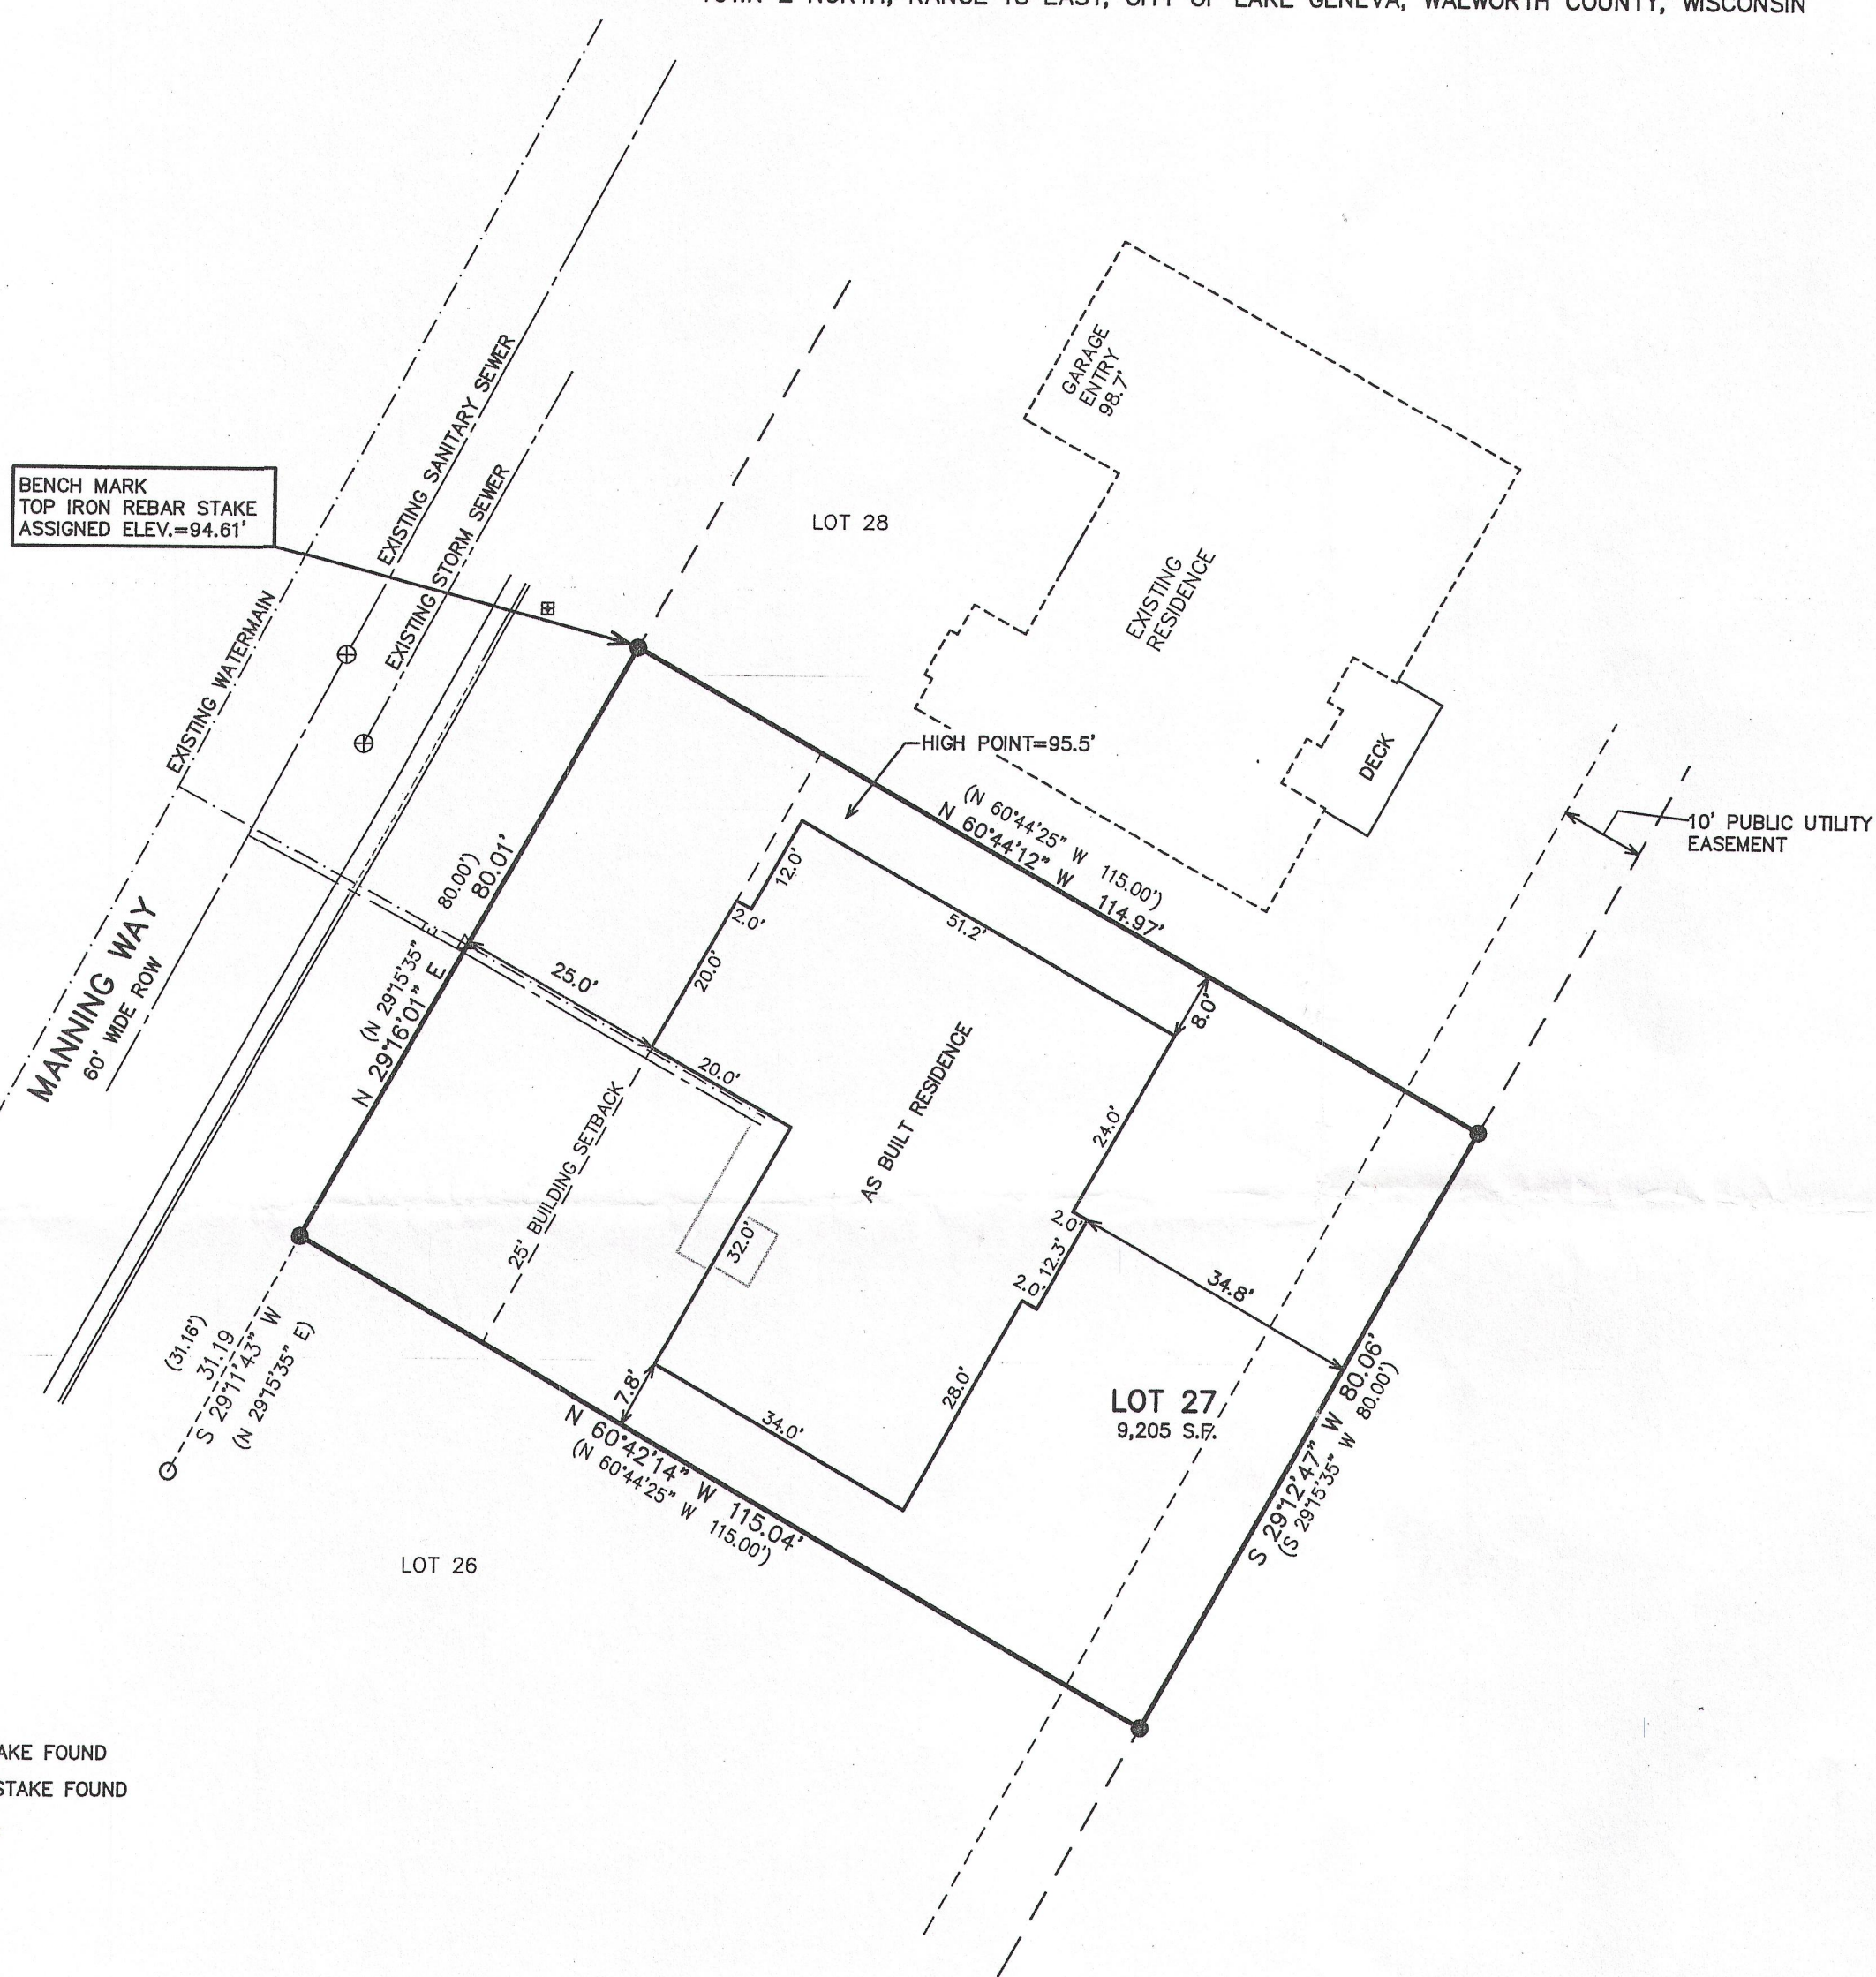 TOWN 2 NORTH, RANGE 18 EAST, CITY OF LAKE GENEVA, WALWORTH COUNTY, WISCONSIN
BENCH MARK
TOP IRON REBAR STAKE
ASSIGNED ELEV.=94.61'
EXISTING WATERMAIN
EXISTING SANITARY SEWER
EXISTING STORM SEWER
LOT 28
GARAGE
ENTRY
98.7'
EXISTING
RESIDENCE
DECK
HIGH POINT=95.5'
(N 60°44'25" W 115.00')
N 60°44'12" W 114.97'
10' PUBLIC UTILITY
EASEMENT
MANNING WAY
60' WIDE ROW
(N 29°15'35" 80.00')
N 29°16'01" E 80.01'
12.0'
2.0'
20.0'
51.2'
8.0'
25.0'
20.0'
25' BUILDING SETBACK
AS BUILT RESIDENCE
24.0'
2.0'
12.3'
2.0'
34.8'
32.0'
28.0'
7.8'
34.0'
LOT 27
9,205 S.F.
(31.16')
31.19
S 29°11'43" W
(N 29°15'35" E)
N 60°42'14" W 115.04'
(N 60°44'25" W 115.00')
S 29°12'47" W 80.06'
(S 29°15'35" W 80.00')
LOT 26
AKE FOUND
STAKE FOUND